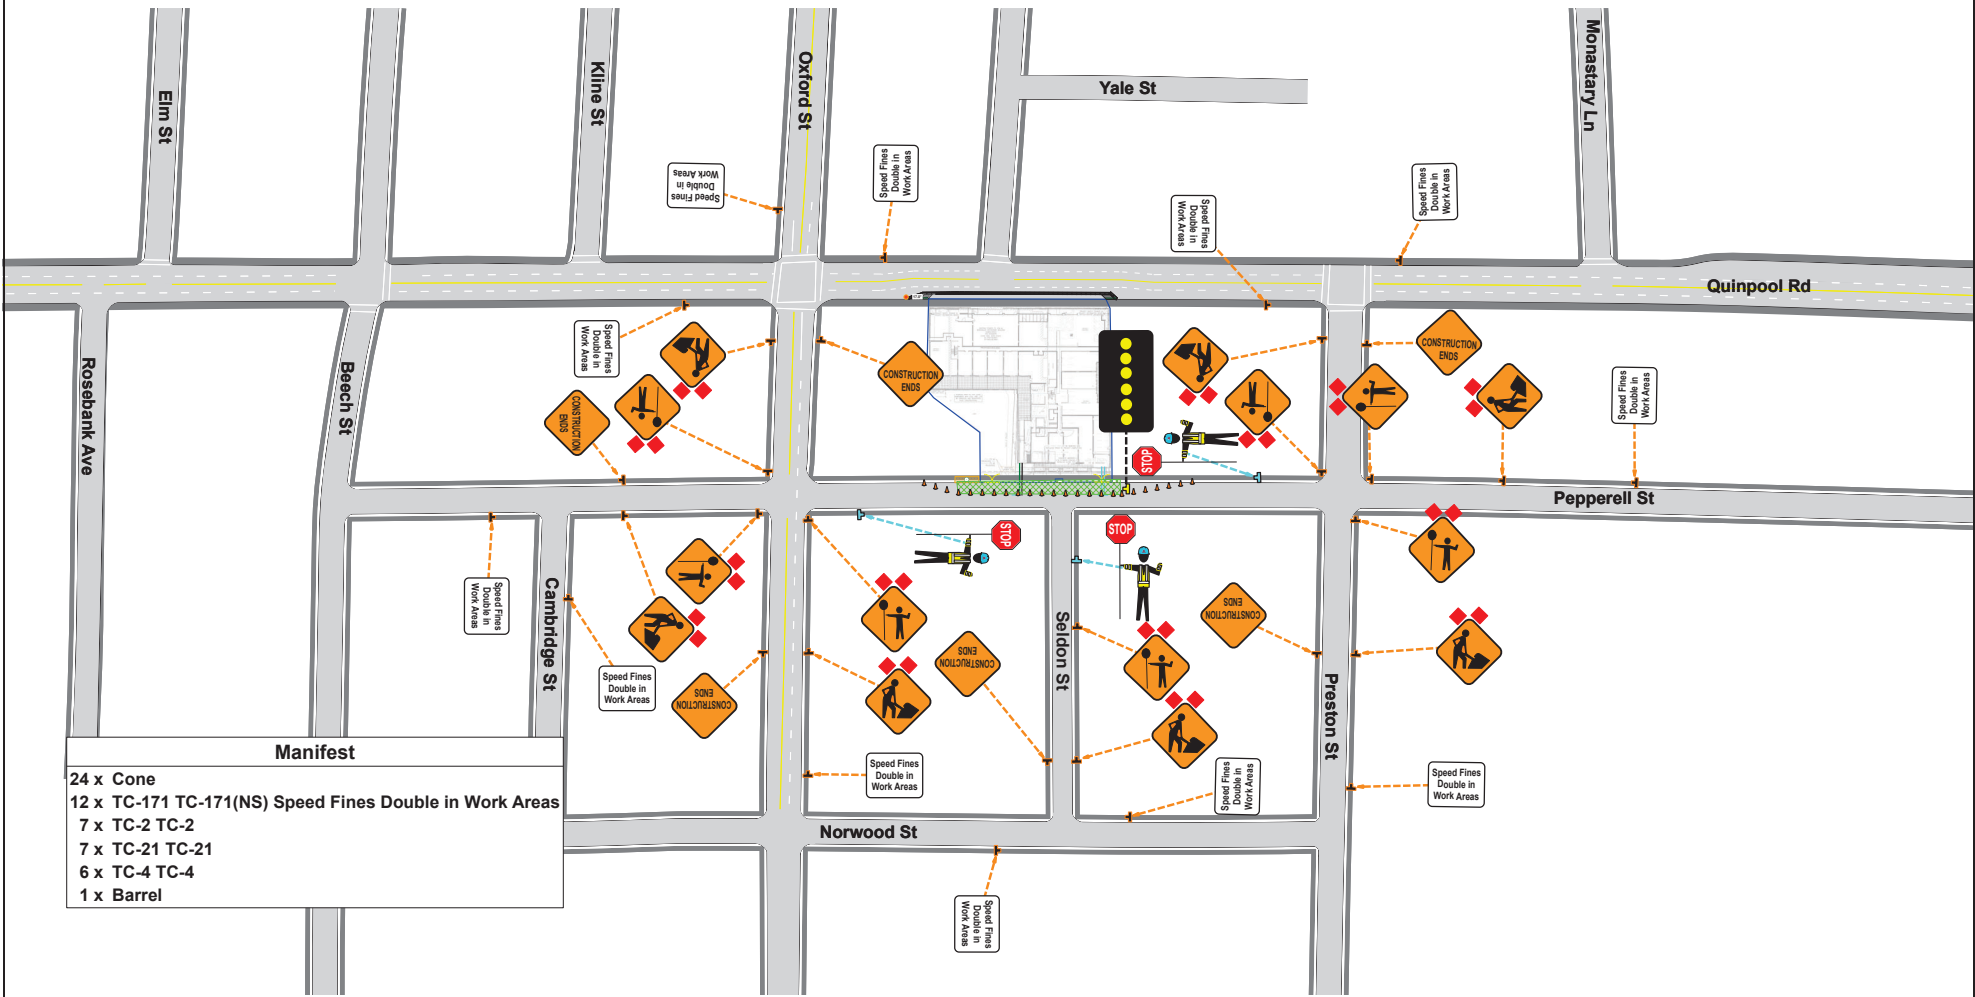 Elm St
Kline St
Oxford St
Yale St
Monastary Ln
Speed Fines
Double in
Work Areas
Speed Fines
Double in
Work Areas
Speed Fines
Double in
Work Areas
Speed Fines
Double in
Work Areas
Quinpool Rd
Rosebank Ave
Beech St
Speed Fines
Double in
Work Areas
CONSTRUCTION
ENDS
CONSTRUCTION
ENDS
CONSTRUCTION
ENDS
Speed Fines
Double in
Work Areas
STOP
Pepperell St
STOP
STOP
Speed Fines
Double in
Work Areas
Cambridge St
Speed Fines
Double in
Work Areas
CONSTRUCTION
ENDS
CONSTRUCTION
ENDS
Seldon St
CONSTRUCTION
ENDS
Preston St
Speed Fines
Double in
Work Areas
Speed Fines
Double in
Work Areas
Speed Fines
Double in
Work Areas
Norwood St
Speed Fines
Double in
Work Areas
Manifest
24 x Cone
12 x TC-171 TC-171(NS) Speed Fines Double in Work Areas
7 x TC-2 TC-2
7 x TC-21 TC-21
6 x TC-4 TC-4
1 x Barrel